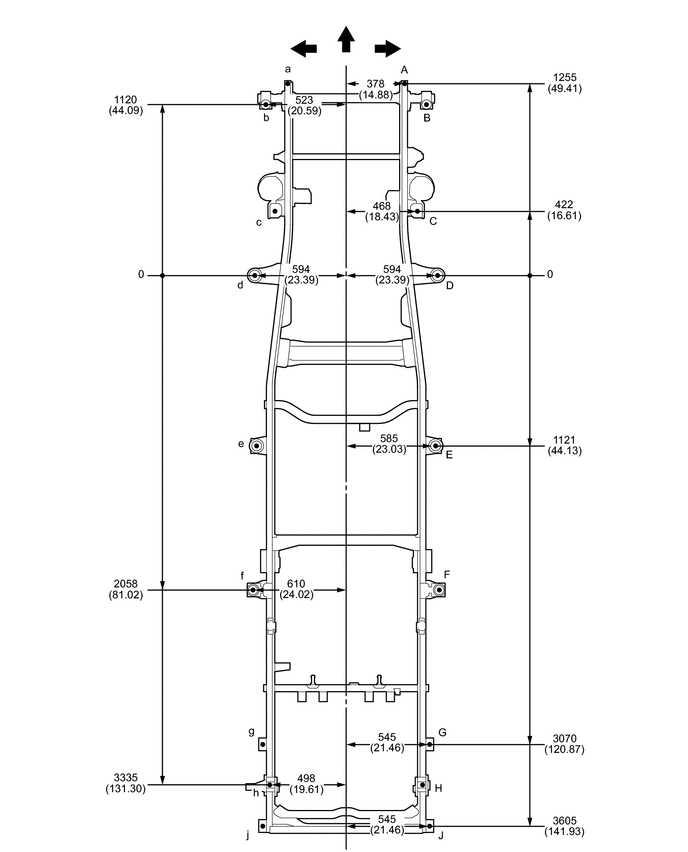 a
A
378
(14.88)
1255
(49.41)
1120
(44.09)
523
(20.59)
b
B
468
(18.43)
422
(16.61)
c
C
0
594
(23.39)
594
(23.39)
0
d
D
e
585
(23.03)
E
1121
(44.13)
f
F
2058
(81.02)
610
(24.02)
g
G
545
(21.46)
3070
(120.87)
3335
(131.30)
h
498
(19.61)
H
545
(21.46)
3605
(141.93)
j
J